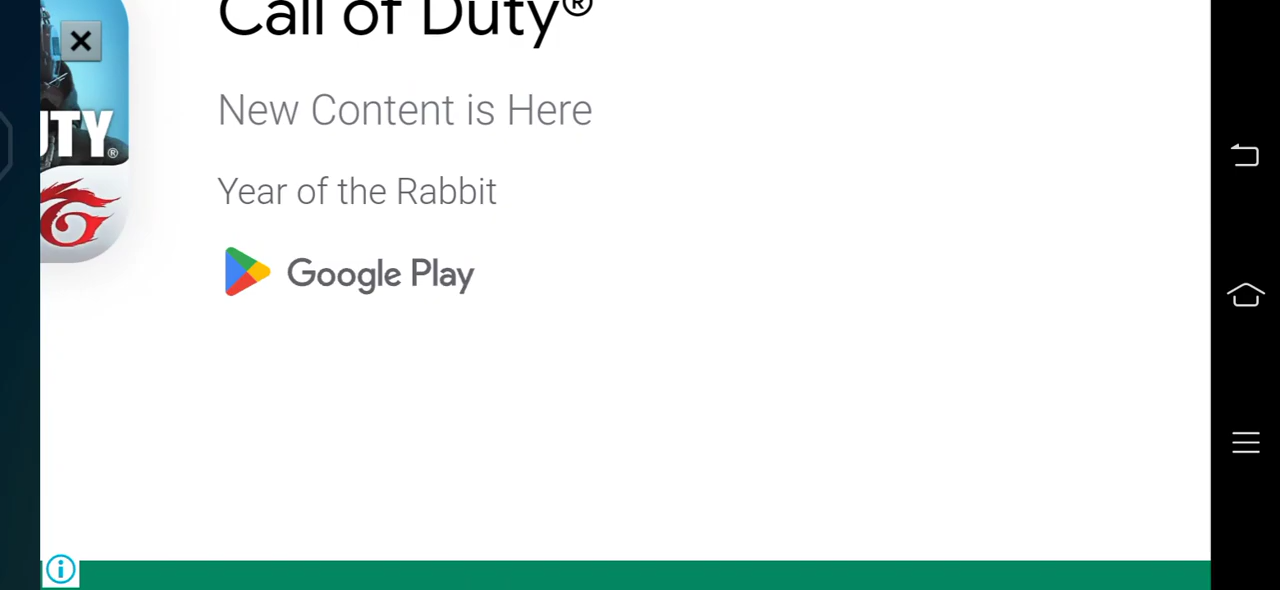 Call of Duty®
UTY®
New Content is Here
Year of the Rabbit
Google Play